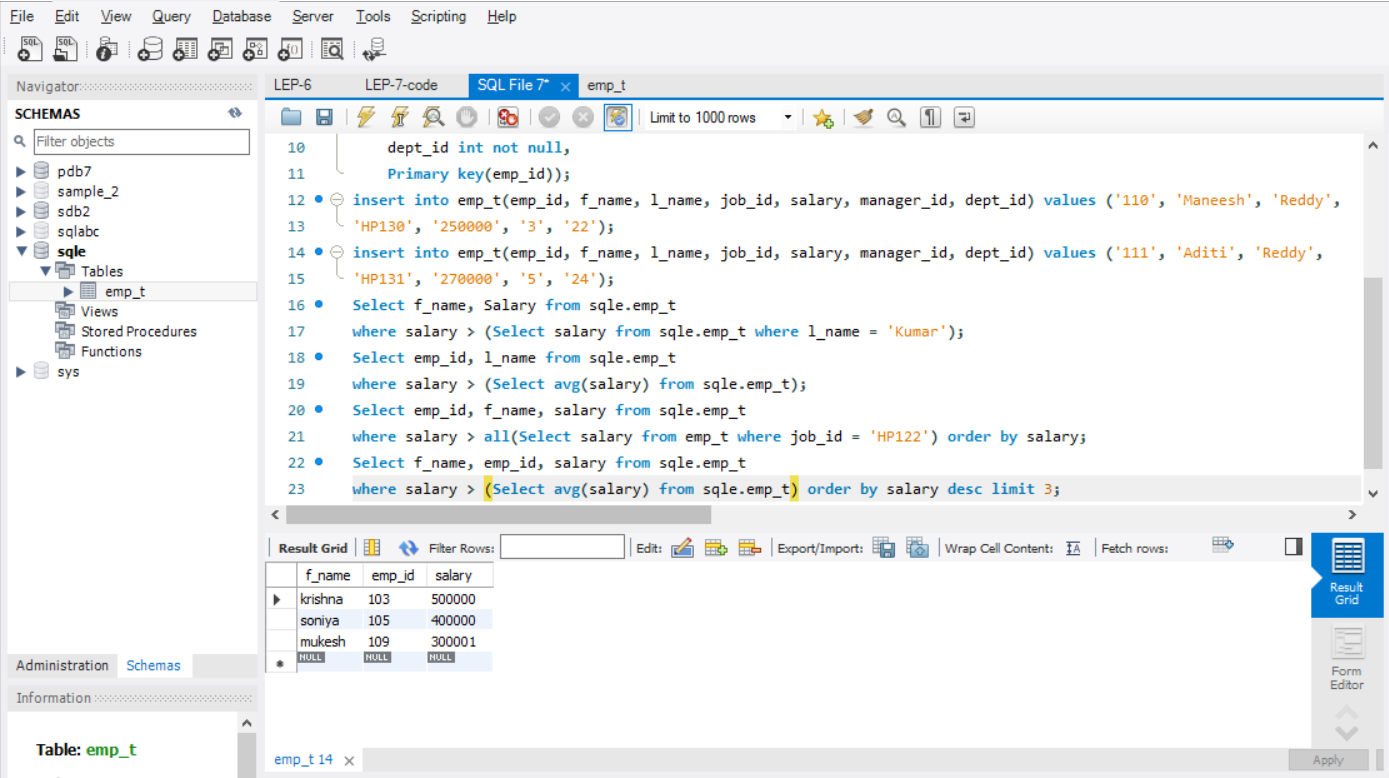 File Edit View Query Database Server Tools Scripting Help
Navigator
LEP-6 LEP-7-code SQL File 7* emp_t
SCHEMAS
Limit to 1000 rows
Filter objects
pdb7
sample_2
sdb2
sqlabc
sqle
Tables
emp_t
Views
Stored Procedures
Functions
sys
10 dept_id int not null,
11 Primary key(emp_id));
12 insert into emp_t(emp_id, f_name, l_name, job_id, salary, manager_id, dept_id) values ('110', 'Maneesh', 'Reddy',
13 'HP130', '250000', '3', '22');
14 insert into emp_t(emp_id, f_name, l_name, job_id, salary, manager_id, dept_id) values ('111', 'Aditi', 'Reddy',
15 'HP131', '270000', '5', '24');
16 Select f_name, Salary from sqle.emp_t
17 where salary > (Select salary from sqle.emp_t where l_name = 'Kumar');
18 Select emp_id, l_name from sqle.emp_t
19 where salary > (Select avg(salary) from sqle.emp_t);
20 Select emp_id, f_name, salary from sqle.emp_t
21 where salary > all(Select salary from emp_t where job_id = 'HP122') order by salary;
22 Select f_name, emp_id, salary from sqle.emp_t
23 where salary > (Select avg(salary) from sqle.emp_t) order by salary desc limit 3;
Result Grid Filter Rows: Edit: Export/Import: Wrap Cell Content: Fetch rows:
f_name emp_id salary
krishna 103 500000
soniya 105 400000
mukesh 109 300001
NULL NULL NULL
Result
Grid
Form
Editor
Administration Schemas
Information
Table: emp_t
emp_t 14
Apply